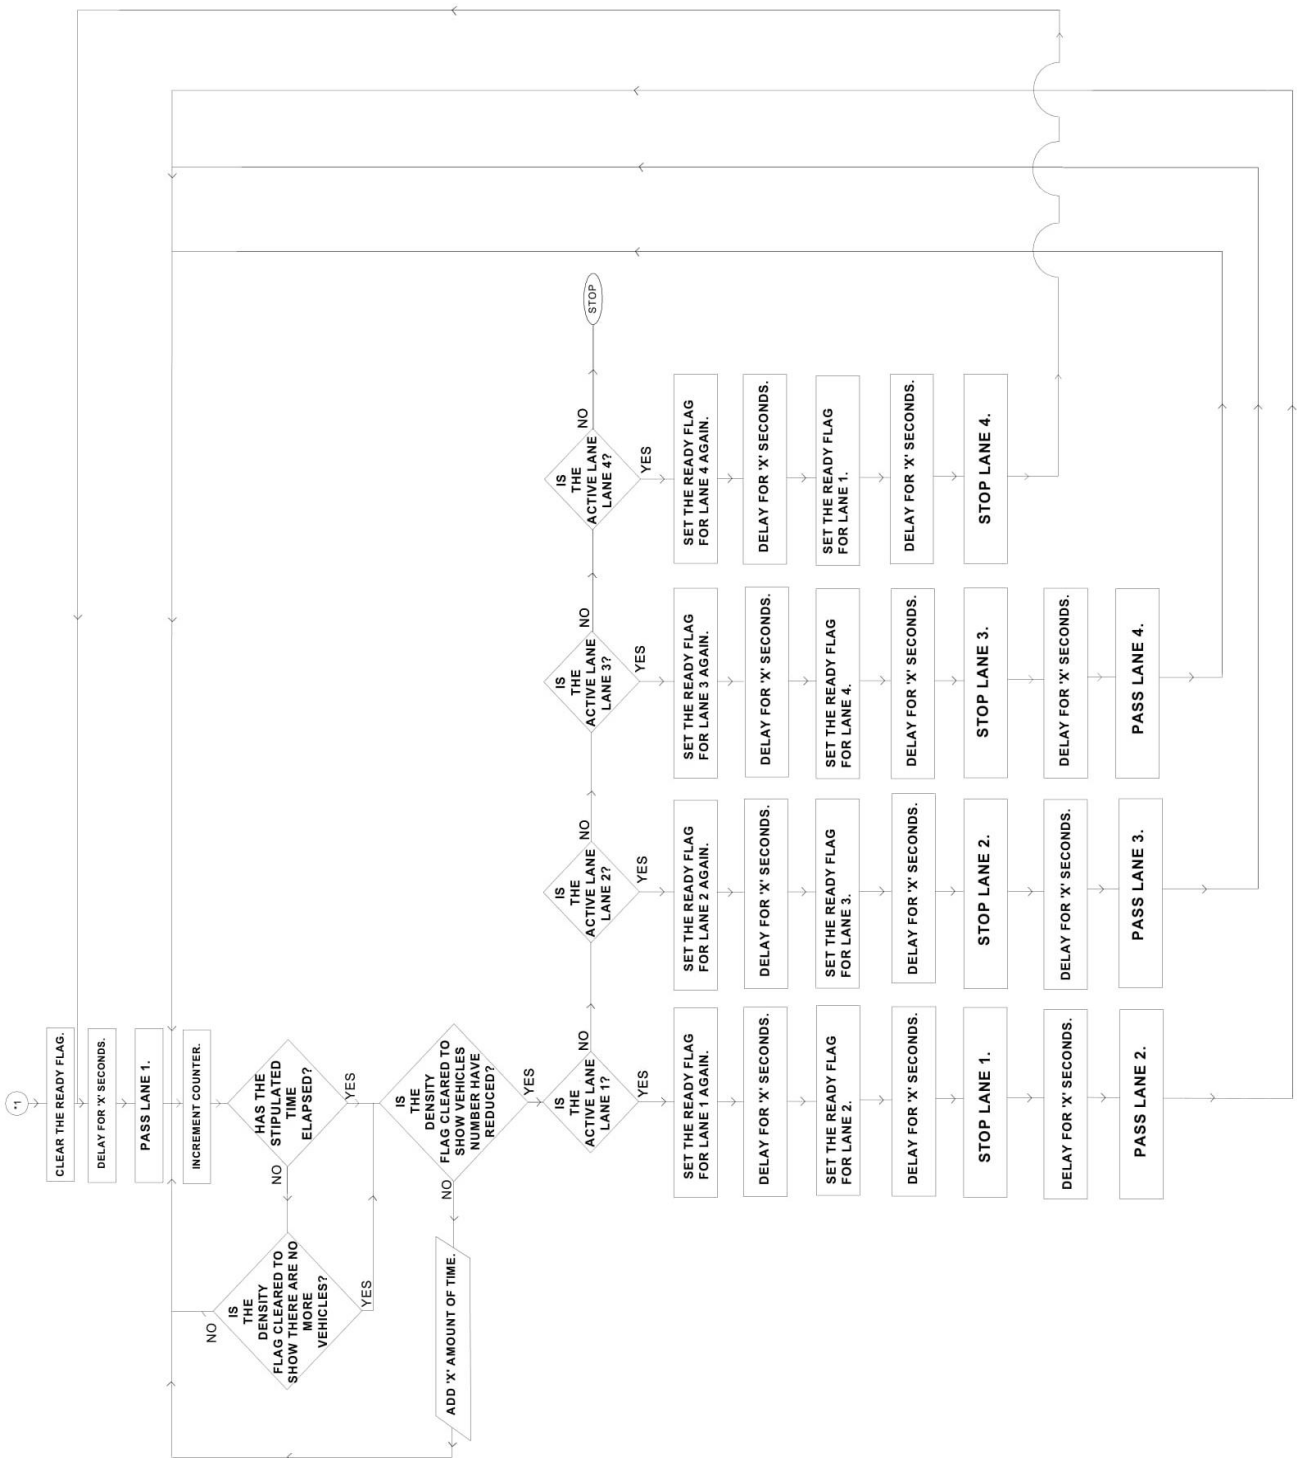 *1
CLEAR THE READY FLAG.
DELAY FOR 'X' SECONDS.
PASS LANE 1.
INCREMENT COUNTER.
HAS THE
STIPULATED
TIME
ELAPSED?
YES
NO
IS
THE
DENSITY
FLAG CLEARED TO
SHOW THERE ARE NO
MORE
VEHICLES?
NO
YES
IS
THE
DENSITY
FLAG CLEARED TO
SHOW VEHICLES
NUMBER HAVE
REDUCED?
NO
YES
ADD 'X' AMOUNT OF TIME.
IS
THE
ACTIVE LANE
LANE 1?
NO
YES
SET THE READY FLAG
FOR LANE 1 AGAIN.
DELAY FOR 'X' SECONDS.
SET THE READY FLAG
FOR LANE 2.
DELAY FOR 'X' SECONDS.
STOP LANE 1.
DELAY FOR 'X' SECONDS.
PASS LANE 2.
IS
THE
ACTIVE LANE
LANE 2?
NO
YES
SET THE READY FLAG
FOR LANE 2 AGAIN.
DELAY FOR 'X' SECONDS.
SET THE READY FLAG
FOR LANE 3.
DELAY FOR 'X' SECONDS.
STOP LANE 2.
DELAY FOR 'X' SECONDS.
PASS LANE 3.
IS
THE
ACTIVE LANE
LANE 3?
NO
YES
SET THE READY FLAG
FOR LANE 3 AGAIN.
DELAY FOR 'X' SECONDS.
SET THE READY FLAG
FOR LANE 4.
DELAY FOR 'X' SECONDS.
STOP LANE 3.
DELAY FOR 'X' SECONDS.
PASS LANE 4.
IS
THE
ACTIVE LANE
LANE 4?
NO
STOP
YES
SET THE READY FLAG
FOR LANE 4 AGAIN.
DELAY FOR 'X' SECONDS.
SET THE READY FLAG
FOR LANE 1.
DELAY FOR 'X' SECONDS.
STOP LANE 4.